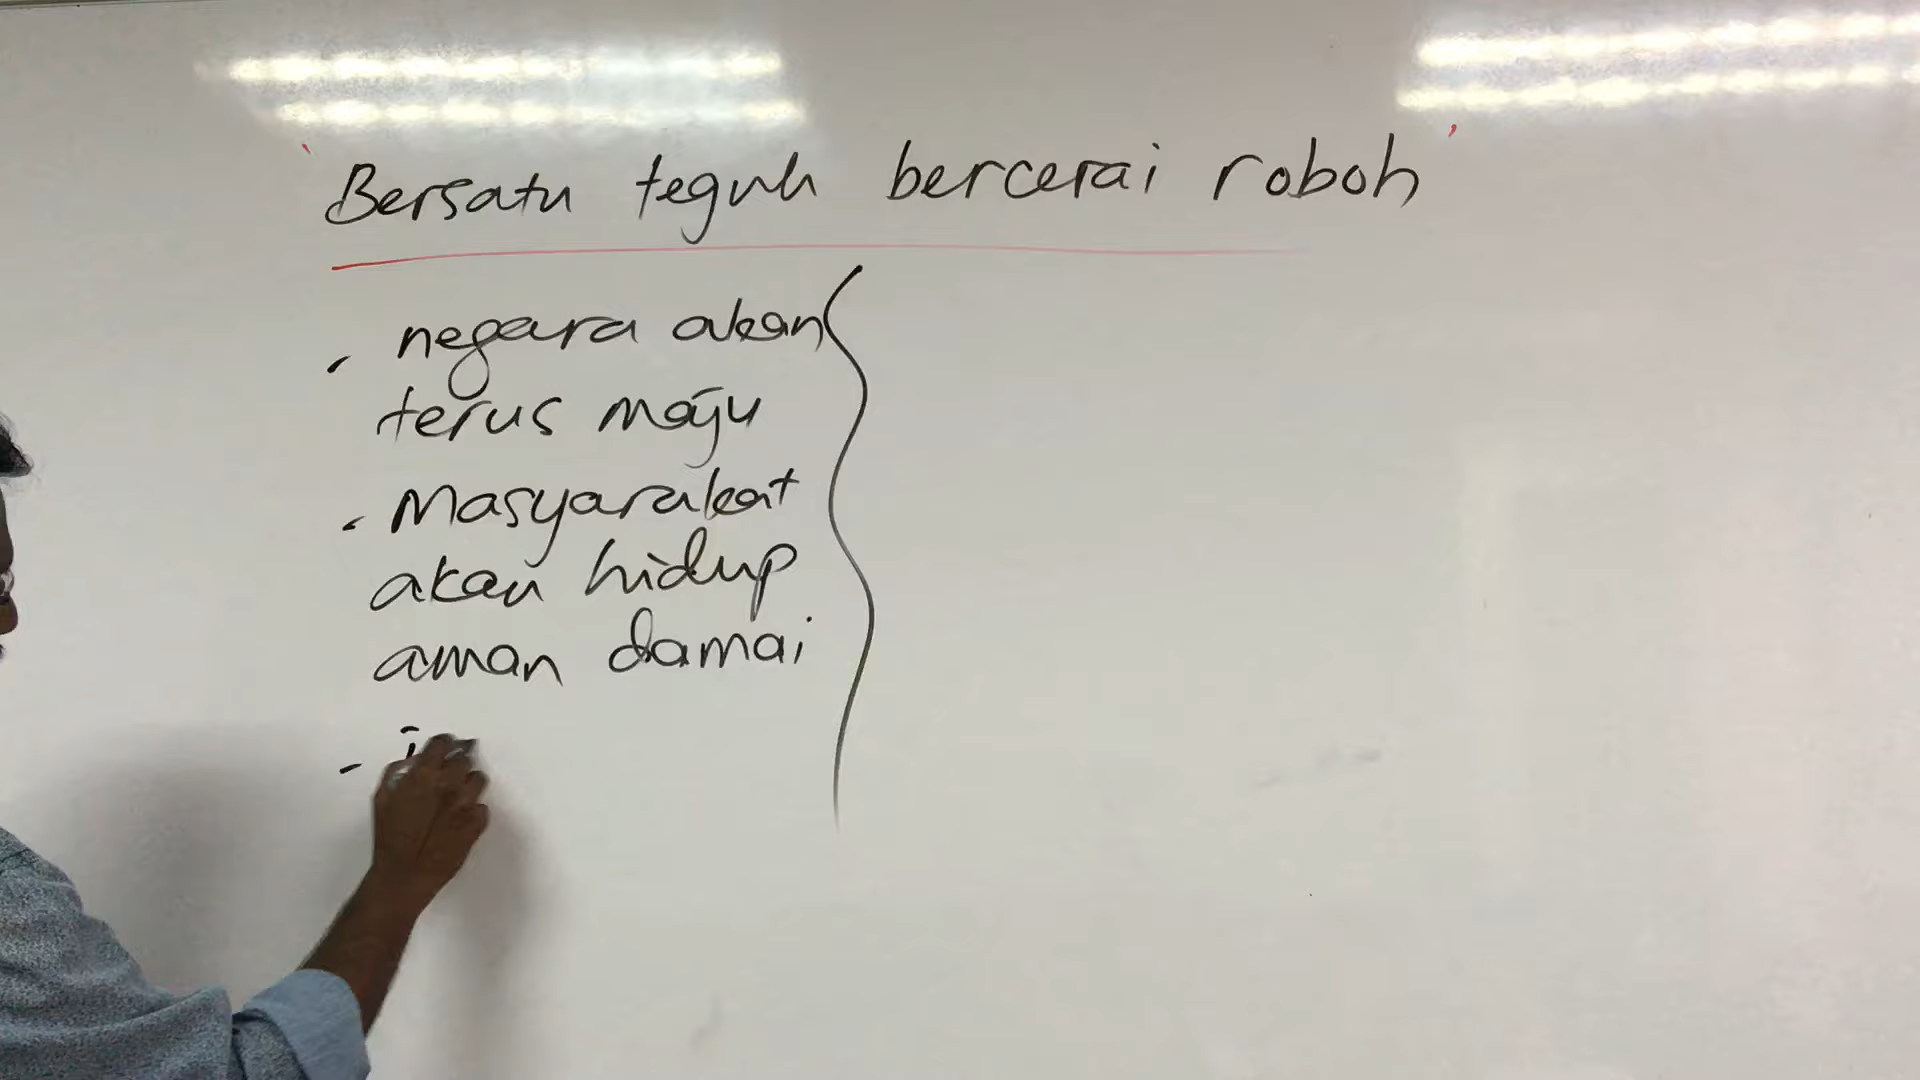 'Bersatu teguh bercerai roboh'
- negara akan
terus maju
- Masyarakat
akan hidup
aman damai
-